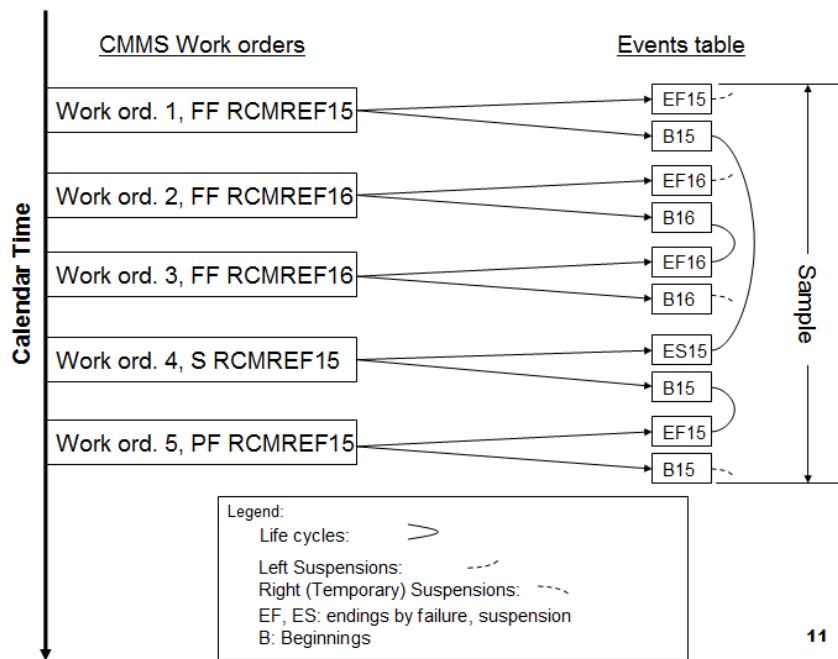 CMMS Work orders
Events table
Calendar Time
Work ord. 1, FF RCMREF15
EF15
B15
Work ord. 2, FF RCMREF16
EF16
B16
Work ord. 3, FF RCMREF16
EF16
B16
Work ord. 4, S RCMREF15
ES15
B15
Work ord. 5, PF RCMREF15
EF15
B15
Sample
Legend:
Life cycles:
Left Suspensions:
Right (Temporary) Suspensions:
EF, ES: endings by failure, suspension
B: Beginnings
11